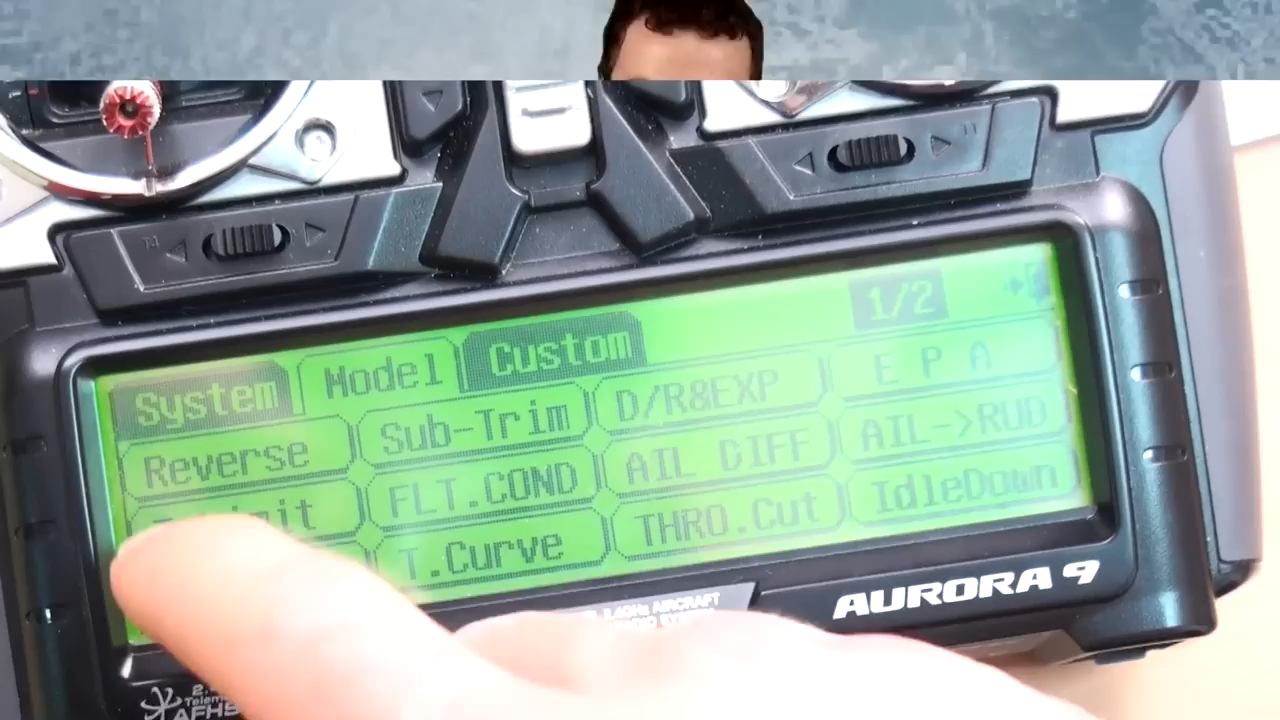 1/2
System Model Custom
Reverse Sub-Trim D/R&EXP E P A
FLT.COND AIL DIFF AIL->RUD
T.Curve THRO.Cut IdleDown
AURORA 9
AIRCRAFT